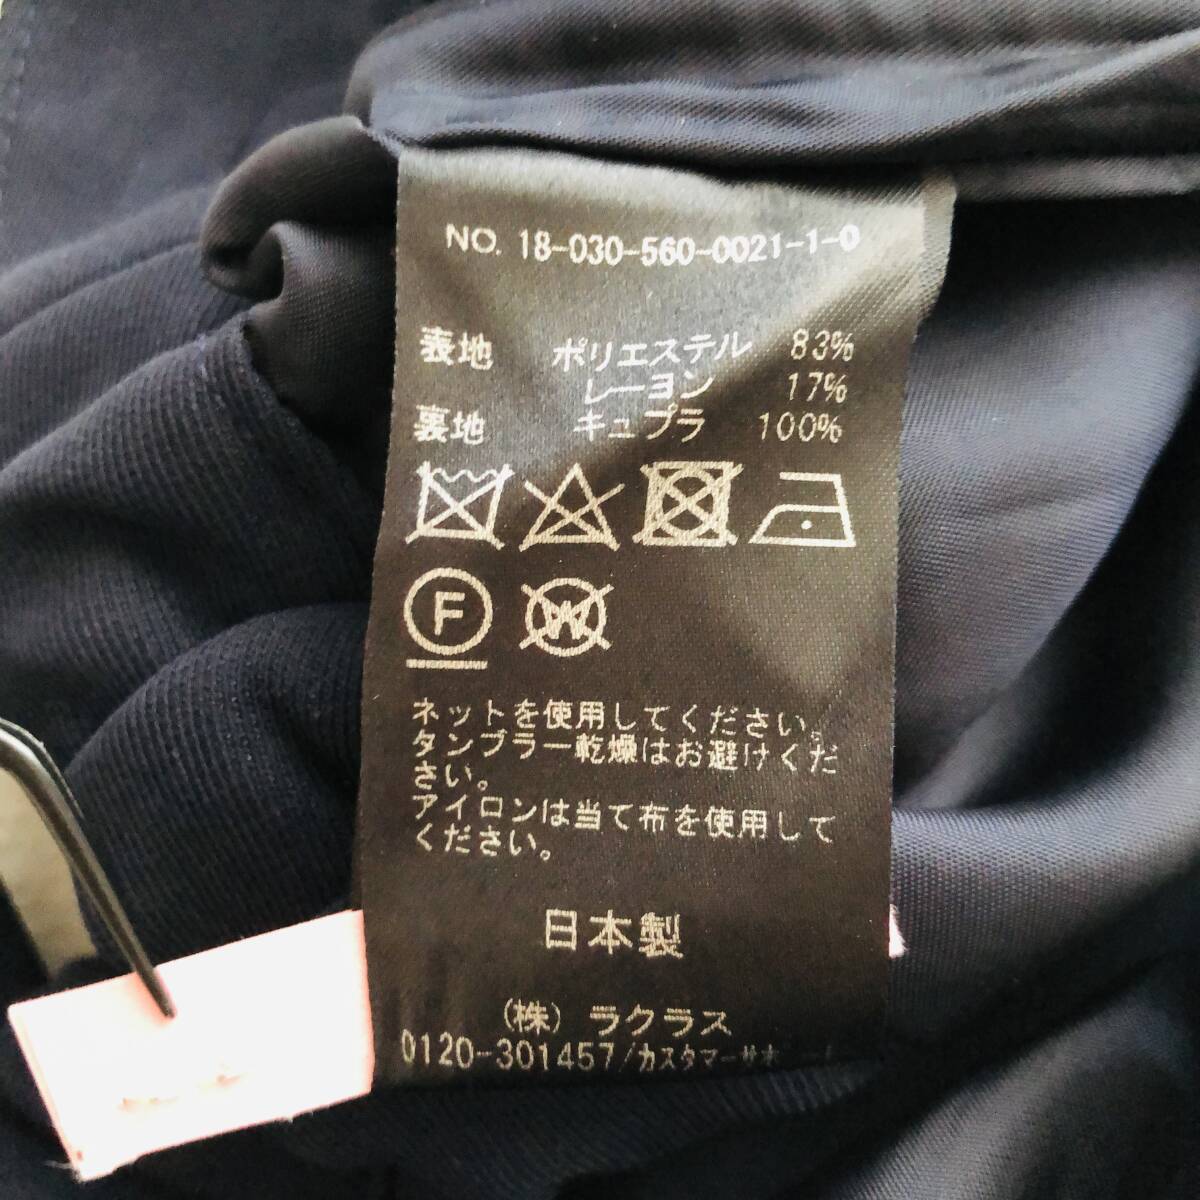 NO. 18-030-560-0021-1-0
表地 ポリエステル 83%
レーヨン 17%
裏地 キュプラ 100%
F
W
ネットを使用してください。
タンブラー乾燥はお避けくだ
さい。
アイロンは当て布を使用して
ください。
日本製
(株) ラクラス
0120-301457/カスタマーサポ